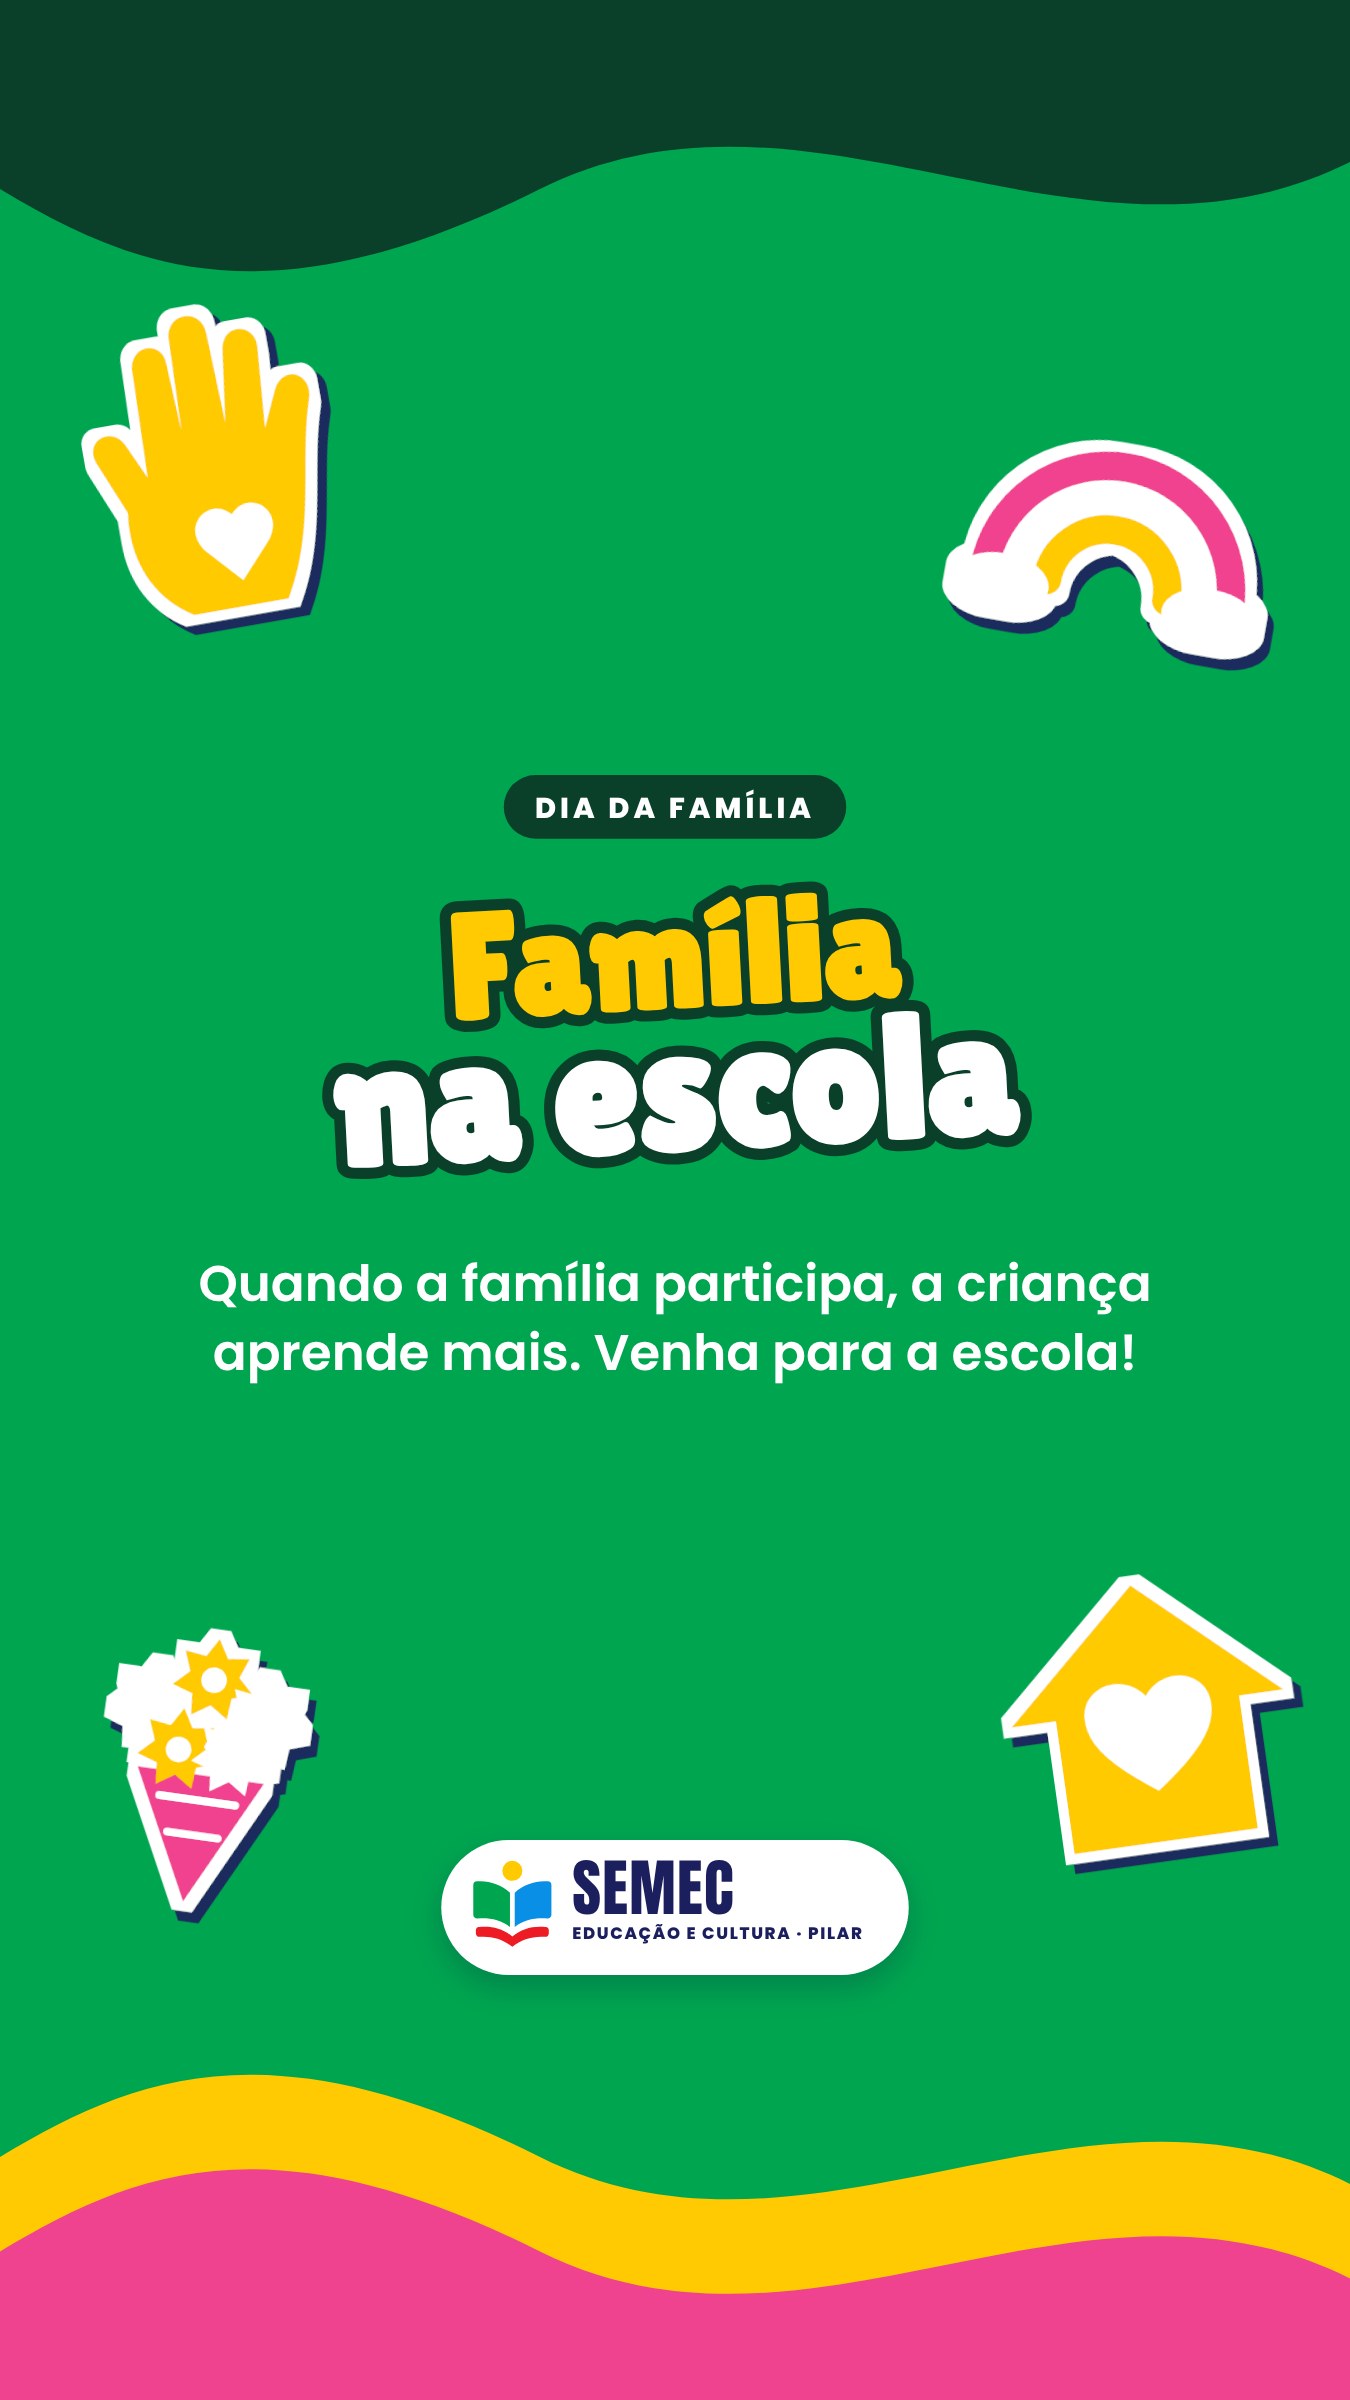 DIA DA FAMÍLIA
Família
na escola
Quando a família participa, a criança
aprende mais. Venha para a escola!
SEMEC
EDUCAÇÃO E CULTURA · PILAR